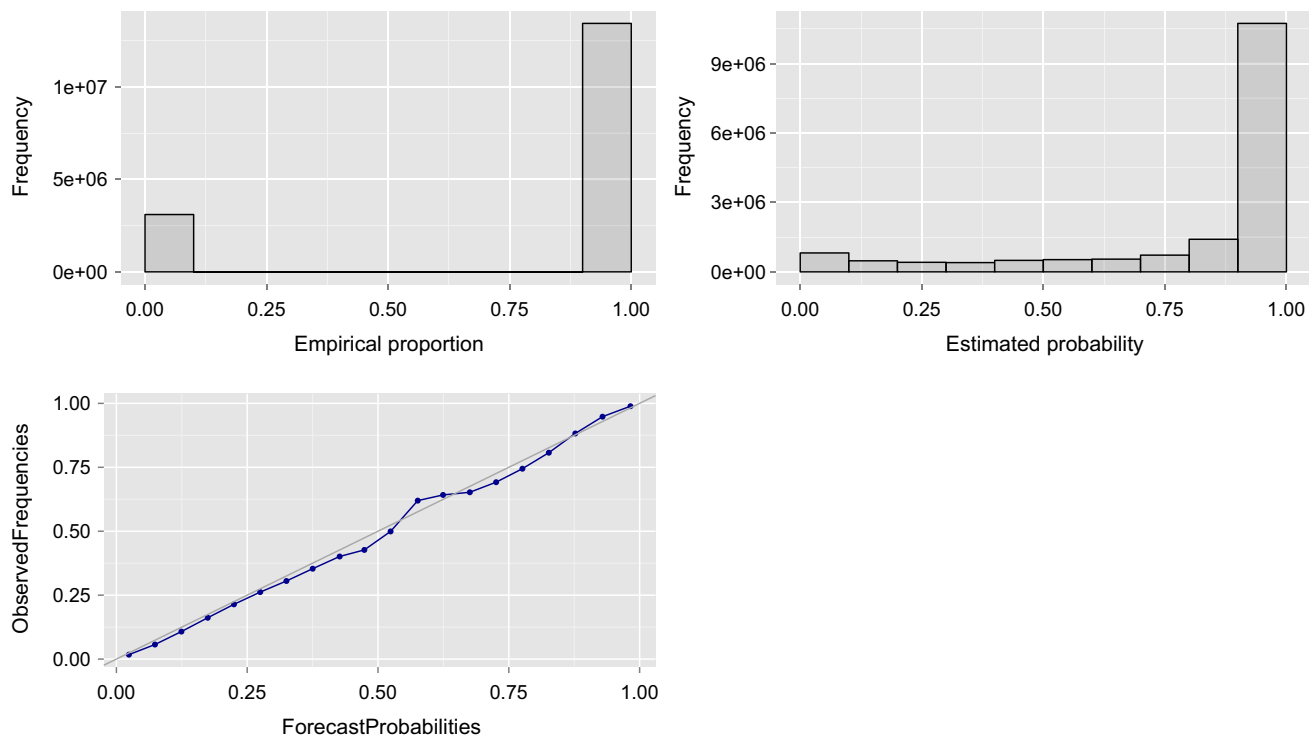 Frequency
1e+07
5e+06
0e+00
0.00 0.25 0.50 0.75 1.00
Empirical proportion
Frequency
9e+06
6e+06
3e+06
0e+00
0.00 0.25 0.50 0.75 1.00
Estimated probability
ObservedFrequencies
1.00
0.75
0.50
0.25
0.00
0.00 0.25 0.50 0.75 1.00
ForecastProbabilities